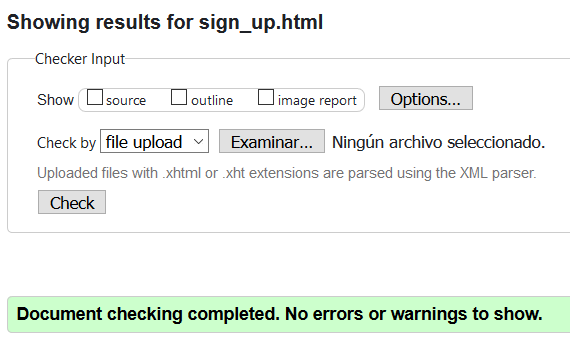 Showing results for sign_up.html
Checker Input
Show source outline image report Options...
Check by file upload Examinar... Ningún archivo seleccionado.
Uploaded files with .xhtml or .xht extensions are parsed using the XML parser.
Check
Document checking completed. No errors or warnings to show.